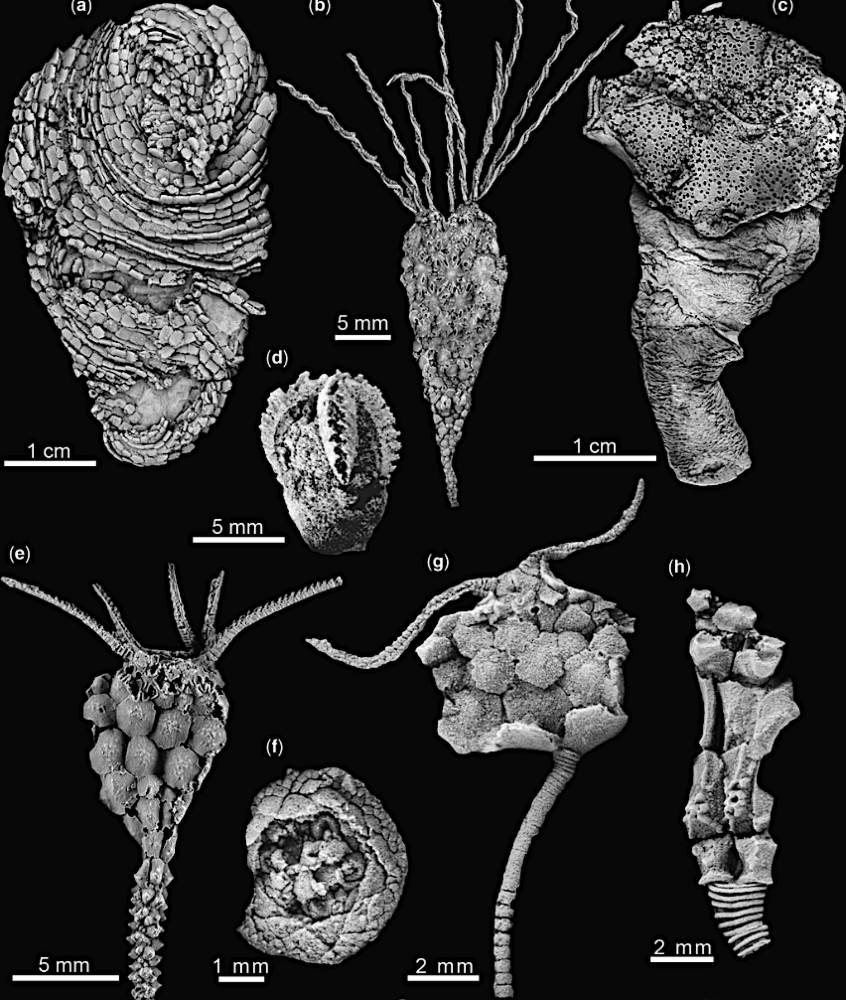 (a)
(b)
(c)
5 mm
(d)
1 cm
1 cm
5 mm
(e)
(g)
(h)
(f)
5 mm
1 mm
2 mm
2 mm